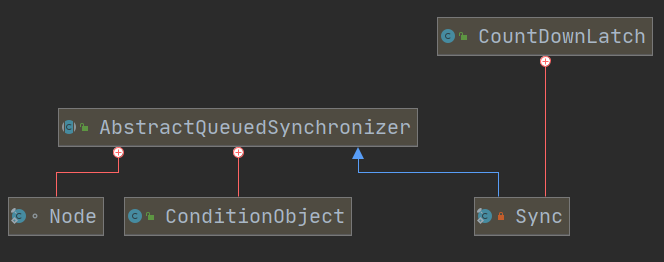 CountDownLatch
AbstractQueuedSynchronizer
Node
ConditionObject
Sync